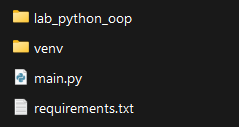 lab_python_oop
venv
main.py
requirements.txt